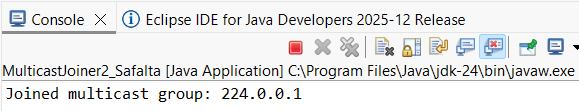 Console Eclipse IDE for Java Developers 2025-12 Release
MulticastJoiner2_Safalta [Java Application] C:\Program Files\Java\jdk-24\bin\javaw.exe
Joined multicast group: 224.0.0.1